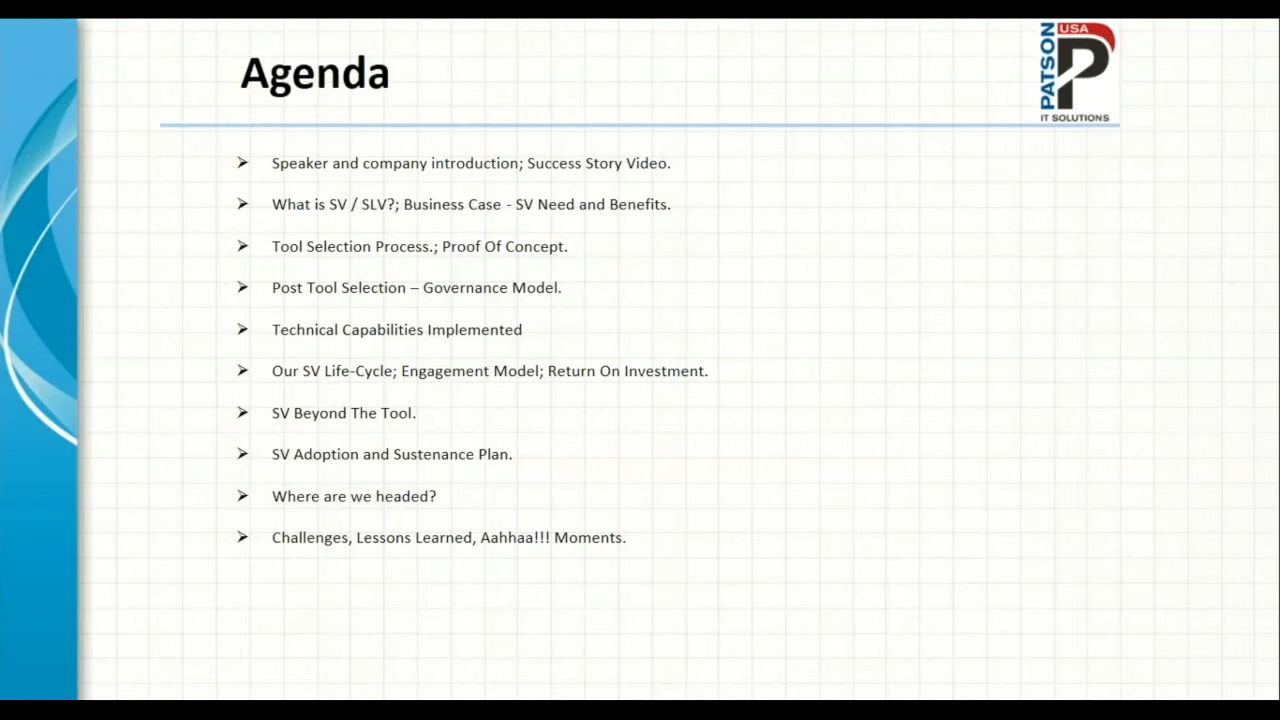 Agenda
PATSON
USA
P
IT SOLUTIONS
Speaker and company introduction; Success Story Video.
What is SV / SLV?; Business Case - SV Need and Benefits.
Tool Selection Process.; Proof Of Concept.
Post Tool Selection – Governance Model.
Technical Capabilities Implemented
Our SV Life-Cycle; Engagement Model; Return On Investment.
SV Beyond The Tool.
SV Adoption and Sustenance Plan.
Where are we headed?
Challenges, Lessons Learned, Aahhaa!!! Moments.